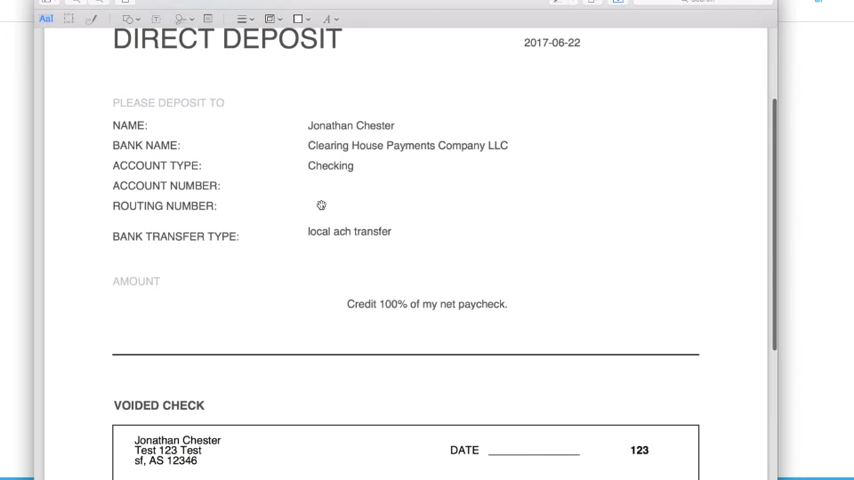 DIRECT DEPOSIT
2017-06-22
PLEASE DEPOSIT TO
NAME: Jonathan Chester
BANK NAME: Clearing House Payments Company LLC
ACCOUNT TYPE: Checking
ACCOUNT NUMBER:
ROUTING NUMBER:
BANK TRANSFER TYPE: local ach transfer
AMOUNT
Credit 100% of my net paycheck.
VOIDED CHECK
Jonathan Chester
Test 123 Test
sf, AS 12346
DATE
123